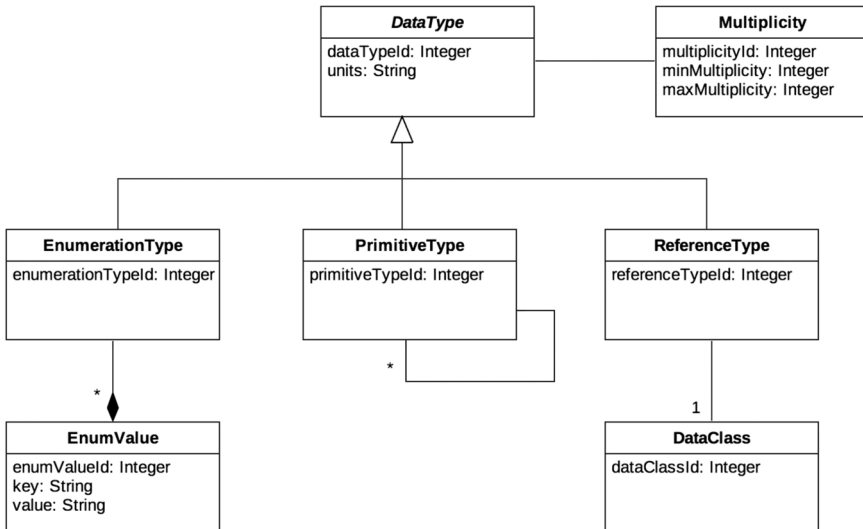 DataType
dataTypeId: Integer
units: String
Multiplicity
multiplicityId: Integer
minMultiplicity: Integer
maxMultiplicity: Integer
EnumerationType
enumerationTypeId: Integer
PrimitiveType
primitiveTypeId: Integer
ReferenceType
referenceTypeId: Integer
*
*
1
EnumValue
enumValueId: Integer
key: String
value: String
DataClass
dataClassId: Integer